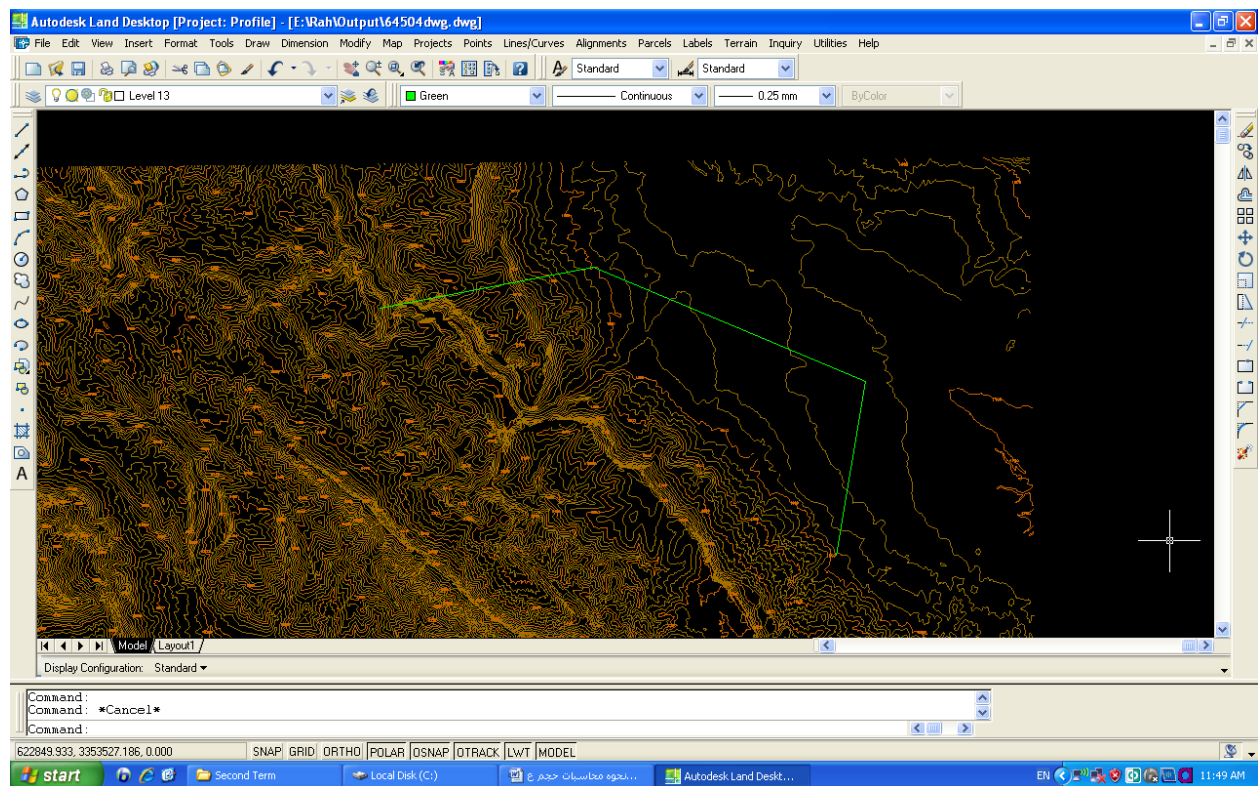 Autodesk Land Desktop [Project: Profile] - [E:\Rah\Output\64504dwg.dwg]
File Edit View Insert Format Tools Draw Dimension Modify Map Projects Points Lines/Curves Alignments Parcels Labels Terrain Inquiry Utilities Help
Standard Standard
Level 13 Green Continuous 0.25 mm ByColor
A
Model Layout1
Display Configuration: Standard
Command:
Command: *Cancel*
Command:
622849.933, 3353527.186, 0.000 SNAP GRID ORTHO POLAR OSNAP OTRACK LWT MODEL
start Second Term Local Disk (C:) نحوه محاسبات حجم ع... Autodesk Land Deskt... EN 11:49 AM